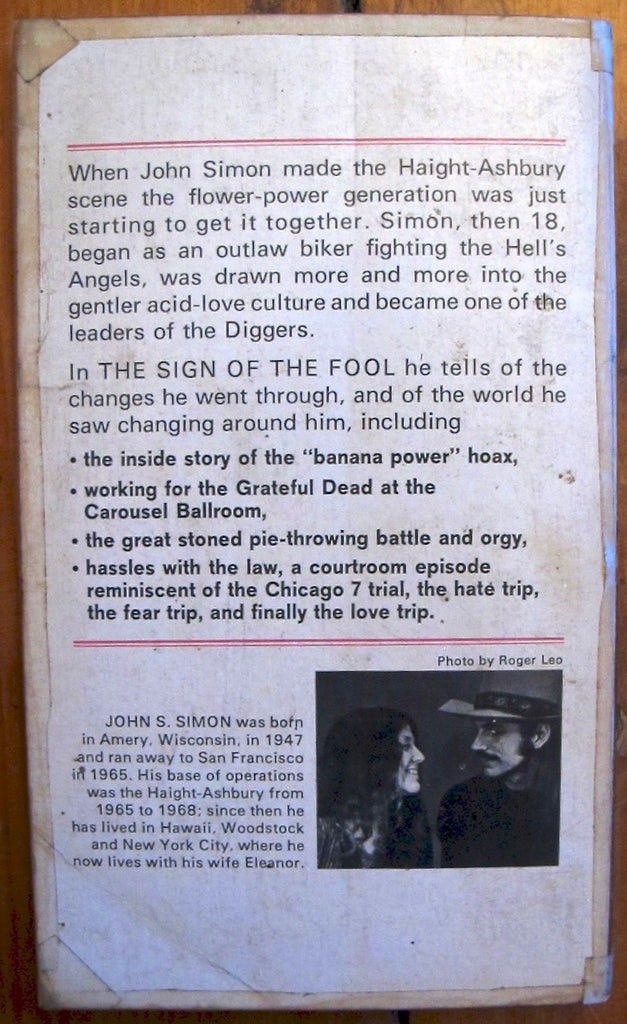 When John Simon made the Haight-Ashbury
scene the flower-power generation was just
starting to get it together. Simon, then 18,
began as an outlaw biker fighting the Hell's
Angels, was drawn more and more into the
gentler acid-love culture and became one of the
leaders of the Diggers.
In THE SIGN OF THE FOOL he tells of the
changes he went through, and of the world he
saw changing around him, including
• the inside story of the "banana power" hoax,
• working for the Grateful Dead at the
Carousel Ballroom,
• the great stoned pie-throwing battle and orgy,
• hassles with the law, a courtroom episode
reminiscent of the Chicago 7 trial, the hate trip,
the fear trip, and finally the love trip.
Photo by Roger Leo
JOHN S. SIMON was born
in Amery, Wisconsin, in 1947
and ran away to San Francisco
in 1965. His base of operations
was the Haight-Ashbury from
1965 to 1968; since then he
has lived in Hawaii, Woodstock
and New York City, where he
now lives with his wife Eleanor.